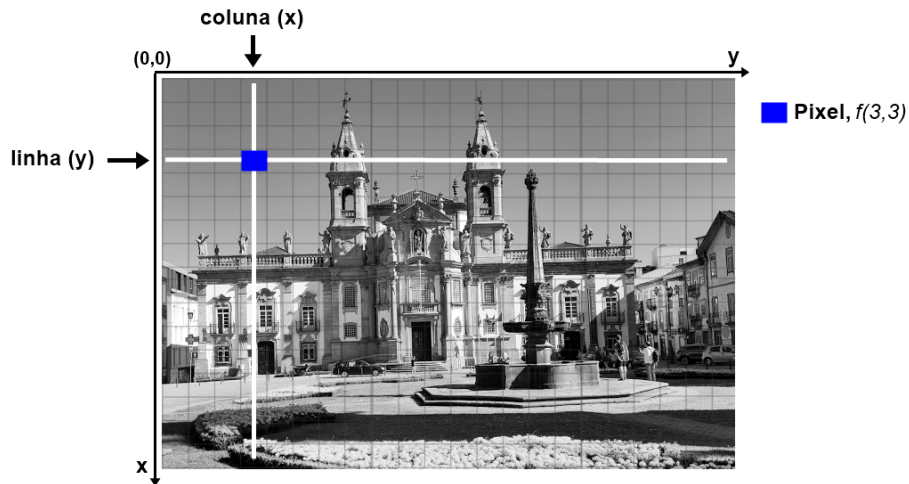 coluna (x)
(0,0)
y
Pixel, f(3,3)
linha (y)
x